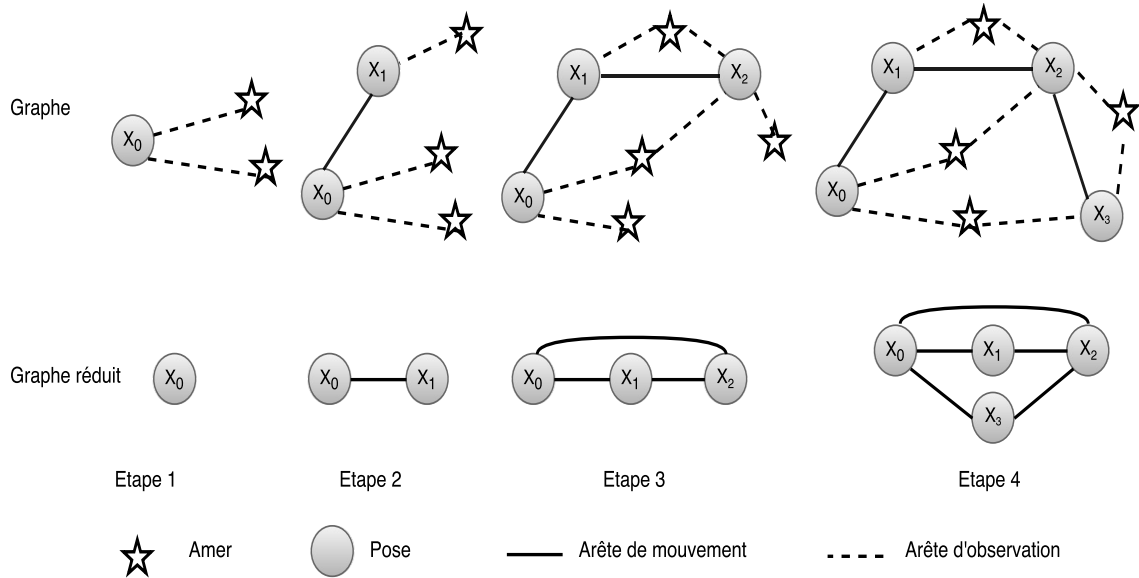 Graphe
X0
X1
X0
X1
X2
X0
X1
X2
X0
X3
Graphe réduit
X0
X0 X1
X0 X1 X2
X0 X1 X2
X3
Etape 1 Etape 2 Etape 3 Etape 4
Amer Pose Arête de mouvement Arête d'observation